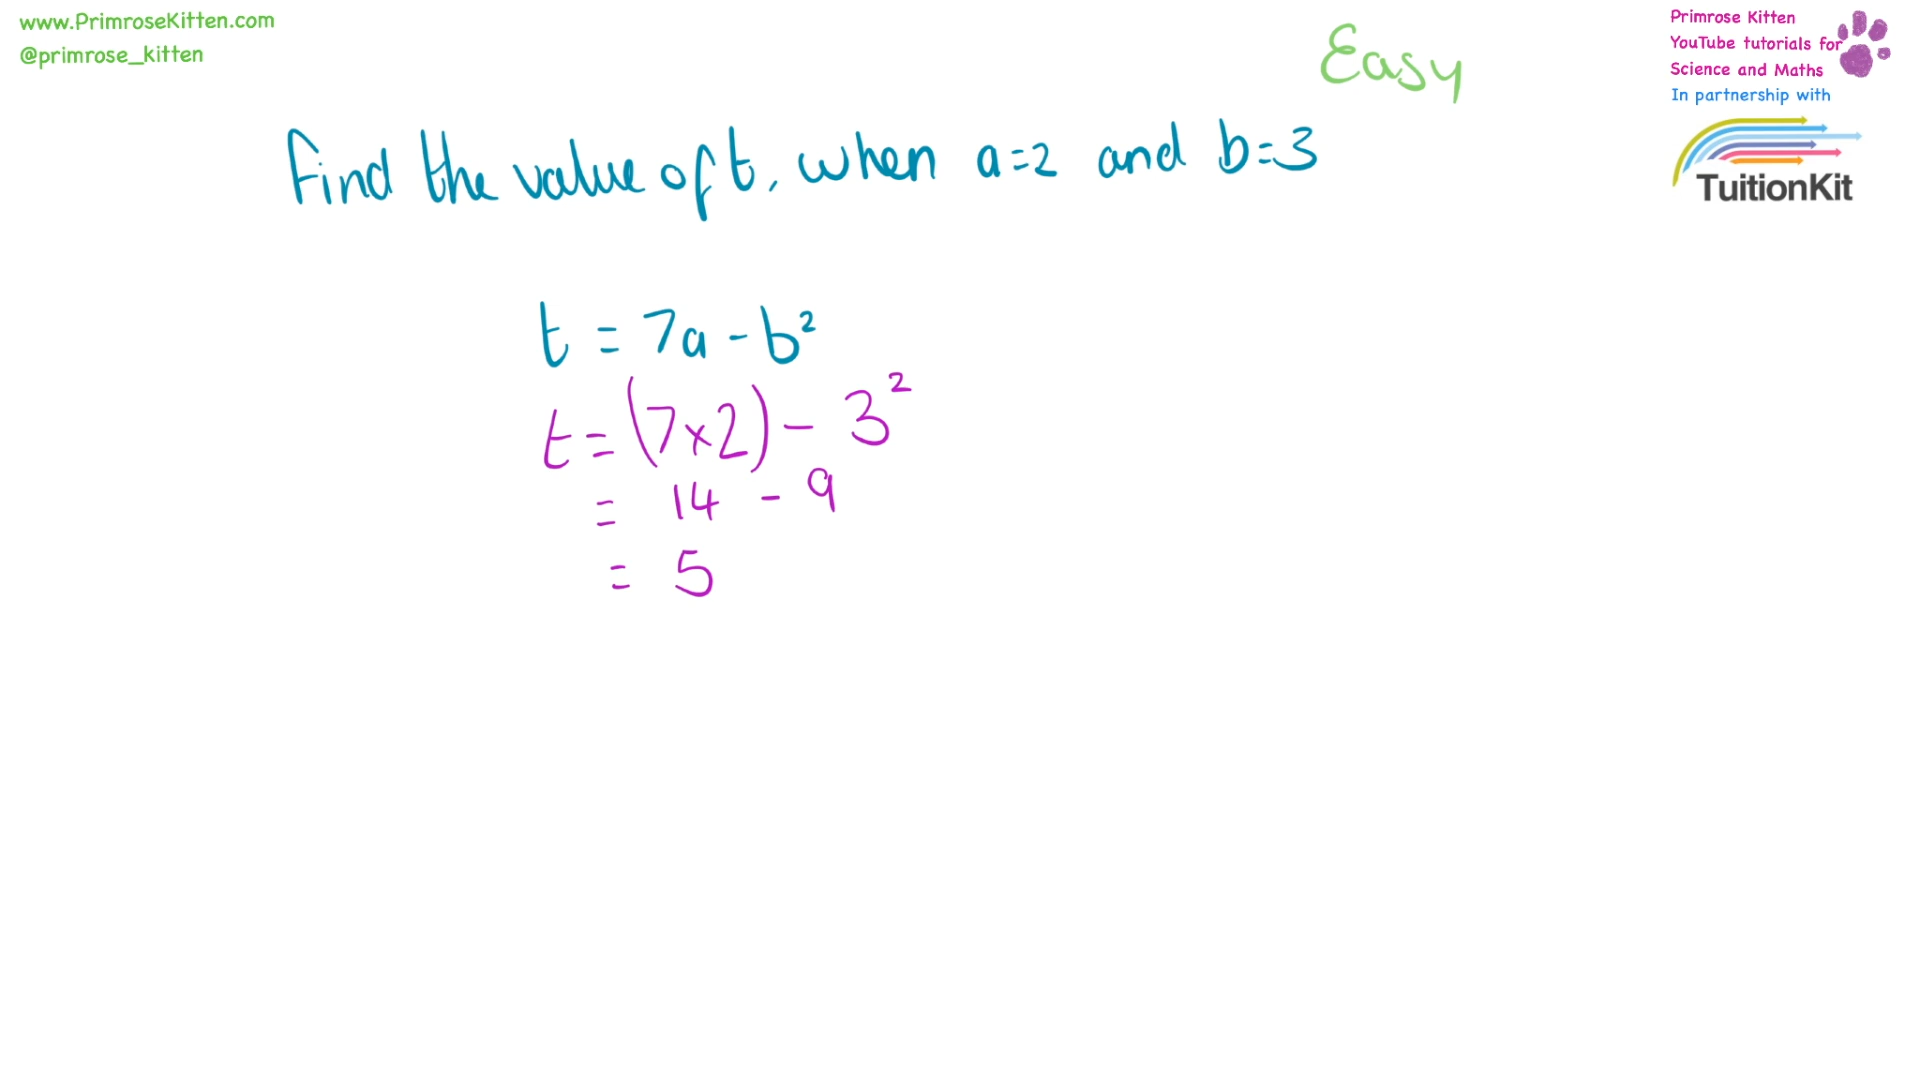 www.PrimroseKitten.com
@primrose_kitten
Easy
Primrose Kitten
YouTube tutorials for
Science and Maths
In partnership with
TuitionKit
Find the value of t, when a=2 and b=3
t = 7a - b²
t = (7×2) - 3²
= 14 - 9
= 5